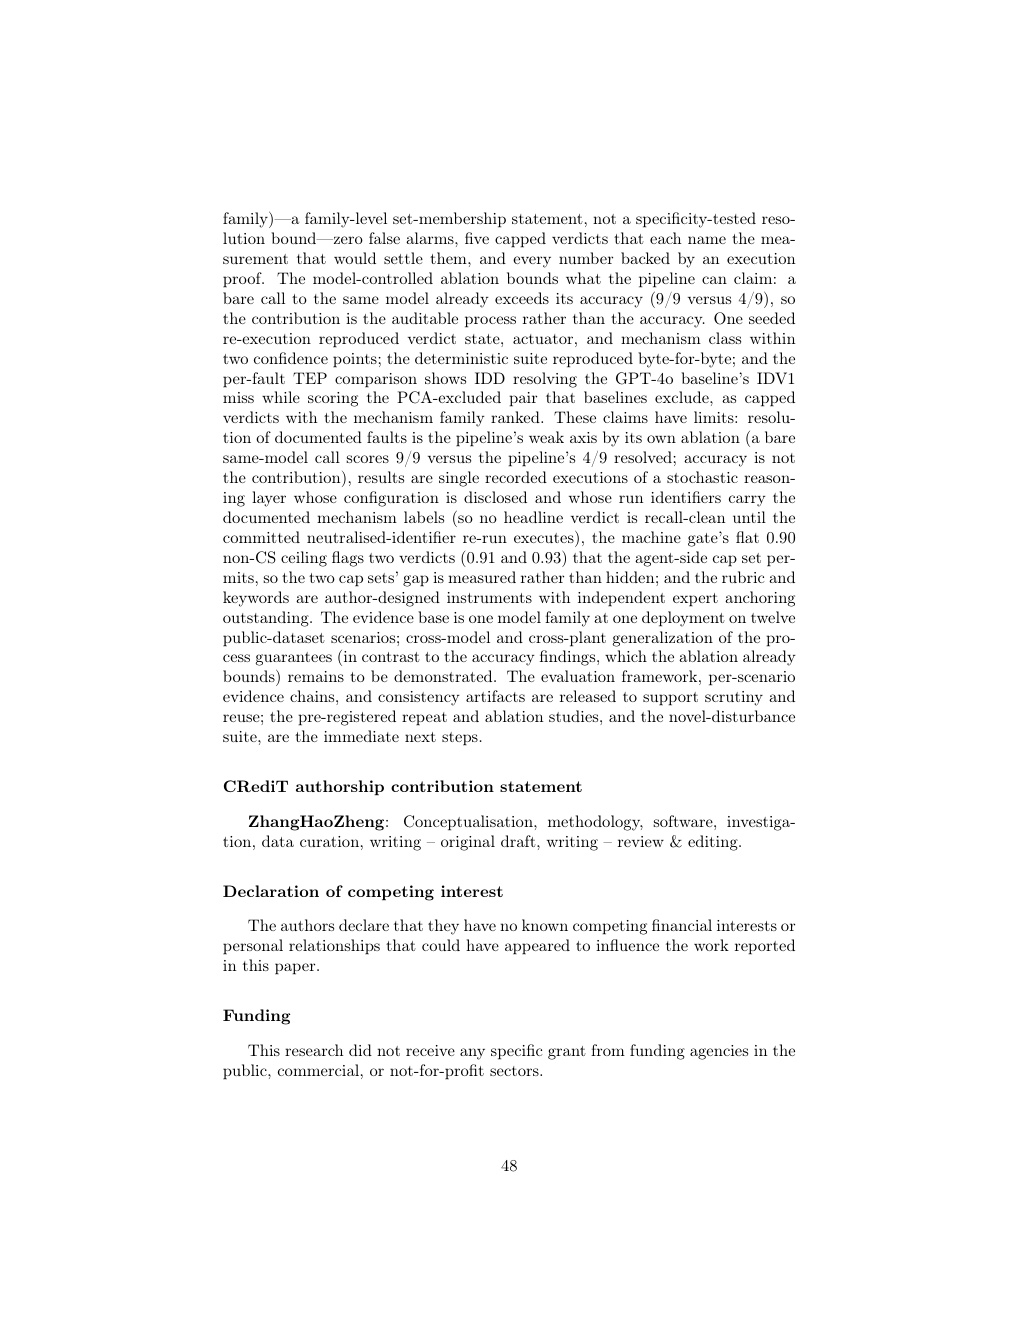 family)—a family-level set-membership statement, not a specificity-tested reso-
lution bound—zero false alarms, five capped verdicts that each name the mea-
surement that would settle them, and every number backed by an execution
proof. The model-controlled ablation bounds what the pipeline can claim: a
bare call to the same model already exceeds its accuracy (9/9 versus 4/9), so
the contribution is the auditable process rather than the accuracy. One seeded
re-execution reproduced verdict state, actuator, and mechanism class within
two confidence points; the deterministic suite reproduced byte-for-byte; and the
per-fault TEP comparison shows IDD resolving the GPT-4o baseline's IDV1
miss while scoring the PCA-excluded pair that baselines exclude, as capped
verdicts with the mechanism family ranked. These claims have limits: resolu-
tion of documented faults is the pipeline's weak axis by its own ablation (a bare
same-model call scores 9/9 versus the pipeline's 4/9 resolved; accuracy is not
the contribution), results are single recorded executions of a stochastic reason-
ing layer whose configuration is disclosed and whose run identifiers carry the
documented mechanism labels (so no headline verdict is recall-clean until the
committed neutralised-identifier re-run executes), the machine gate's flat 0.90
non-CS ceiling flags two verdicts (0.91 and 0.93) that the agent-side cap set per-
mits, so the two cap sets' gap is measured rather than hidden; and the rubric and
keywords are author-designed instruments with independent expert anchoring
outstanding. The evidence base is one model family at one deployment on twelve
public-dataset scenarios; cross-model and cross-plant generalization of the pro-
cess guarantees (in contrast to the accuracy findings, which the ablation already
bounds) remains to be demonstrated. The evaluation framework, per-scenario
evidence chains, and consistency artifacts are released to support scrutiny and
reuse; the pre-registered repeat and ablation studies, and the novel-disturbance
suite, are the immediate next steps.
CRediT authorship contribution statement
ZhangHaoZheng: Conceptualisation, methodology, software, investiga-
tion, data curation, writing – original draft, writing – review & editing.
Declaration of competing interest
The authors declare that they have no known competing financial interests or
personal relationships that could have appeared to influence the work reported
in this paper.
Funding
This research did not receive any specific grant from funding agencies in the
public, commercial, or not-for-profit sectors.
48